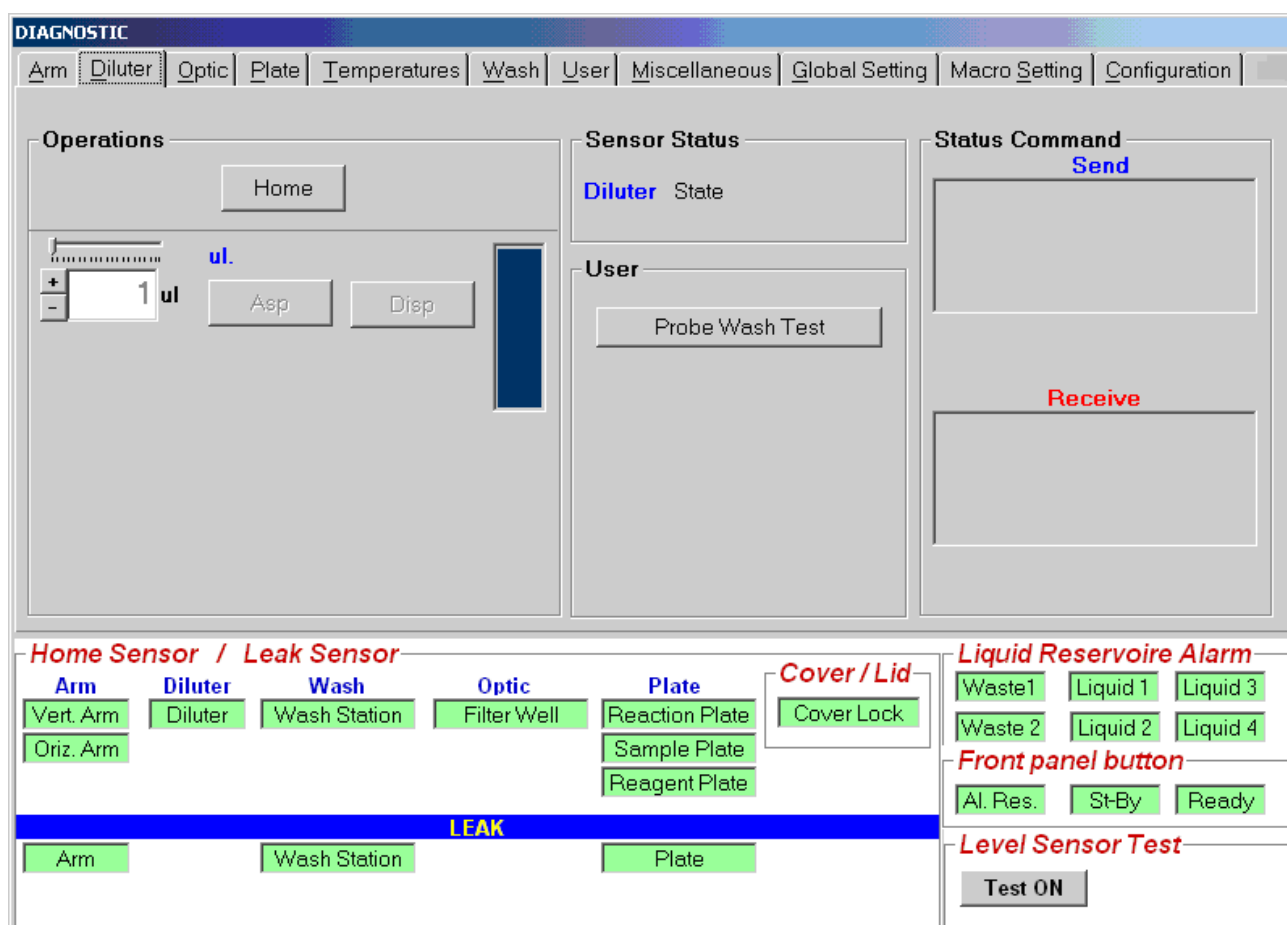 DIAGNOSTIC
Arm Diluter Optic Plate Temperatures Wash User Miscellaneous Global Setting Macro Setting Configuration
Operations
Home
ul.
+
-
1 ul
Asp
Disp
Sensor Status
Diluter State
User
Probe Wash Test
Status Command
Send
Receive
Home Sensor / Leak Sensor
Arm Diluter Wash Optic Plate
Vert. Arm Diluter Wash Station Filter Well Reaction Plate
Oriz. Arm Sample Plate
Reagent Plate
Cover / Lid
Cover Lock
LEAK
Arm Wash Station Plate
Liquid Reservoire Alarm
Waste1 Liquid 1 Liquid 3
Waste 2 Liquid 2 Liquid 4
Front panel button
Al. Res. St-By Ready
Level Sensor Test
Test ON